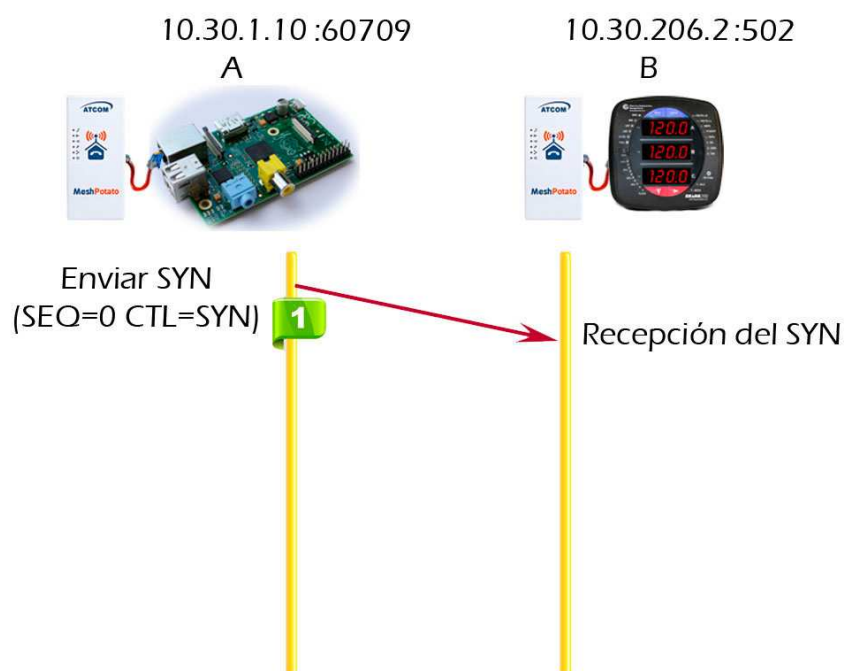 10.30.1.10 :60709
10.30.206.2:502
A
B
ATCOM
MeshPotato
ATCOM
MeshPotato
120.0
120.0
120.0
Enviar SYN
(SEQ=0 CTL=SYN)
1
Recepción del SYN